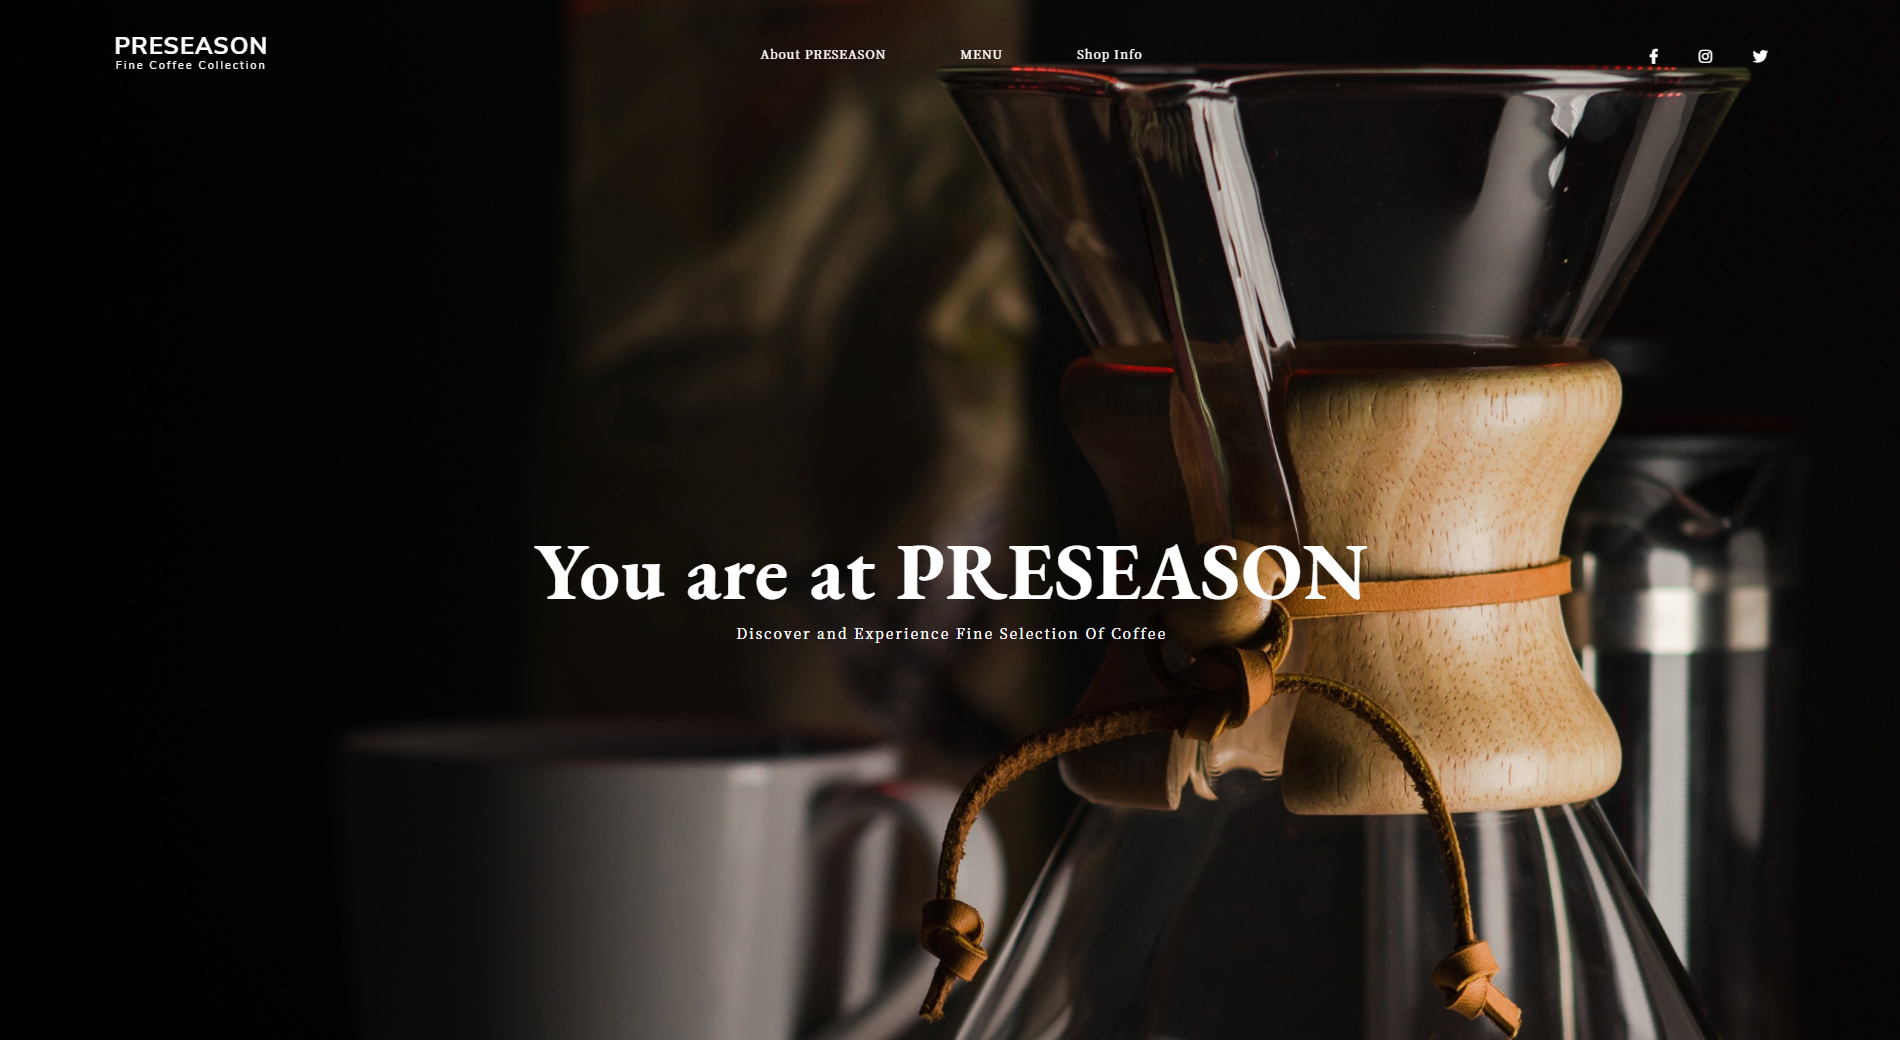 PRESEASON
Fine Coffee Collection
About PRESEASON
MENU
Shop Info
You are at PRESEASON
Discover and Experience Fine Selection Of Coffee